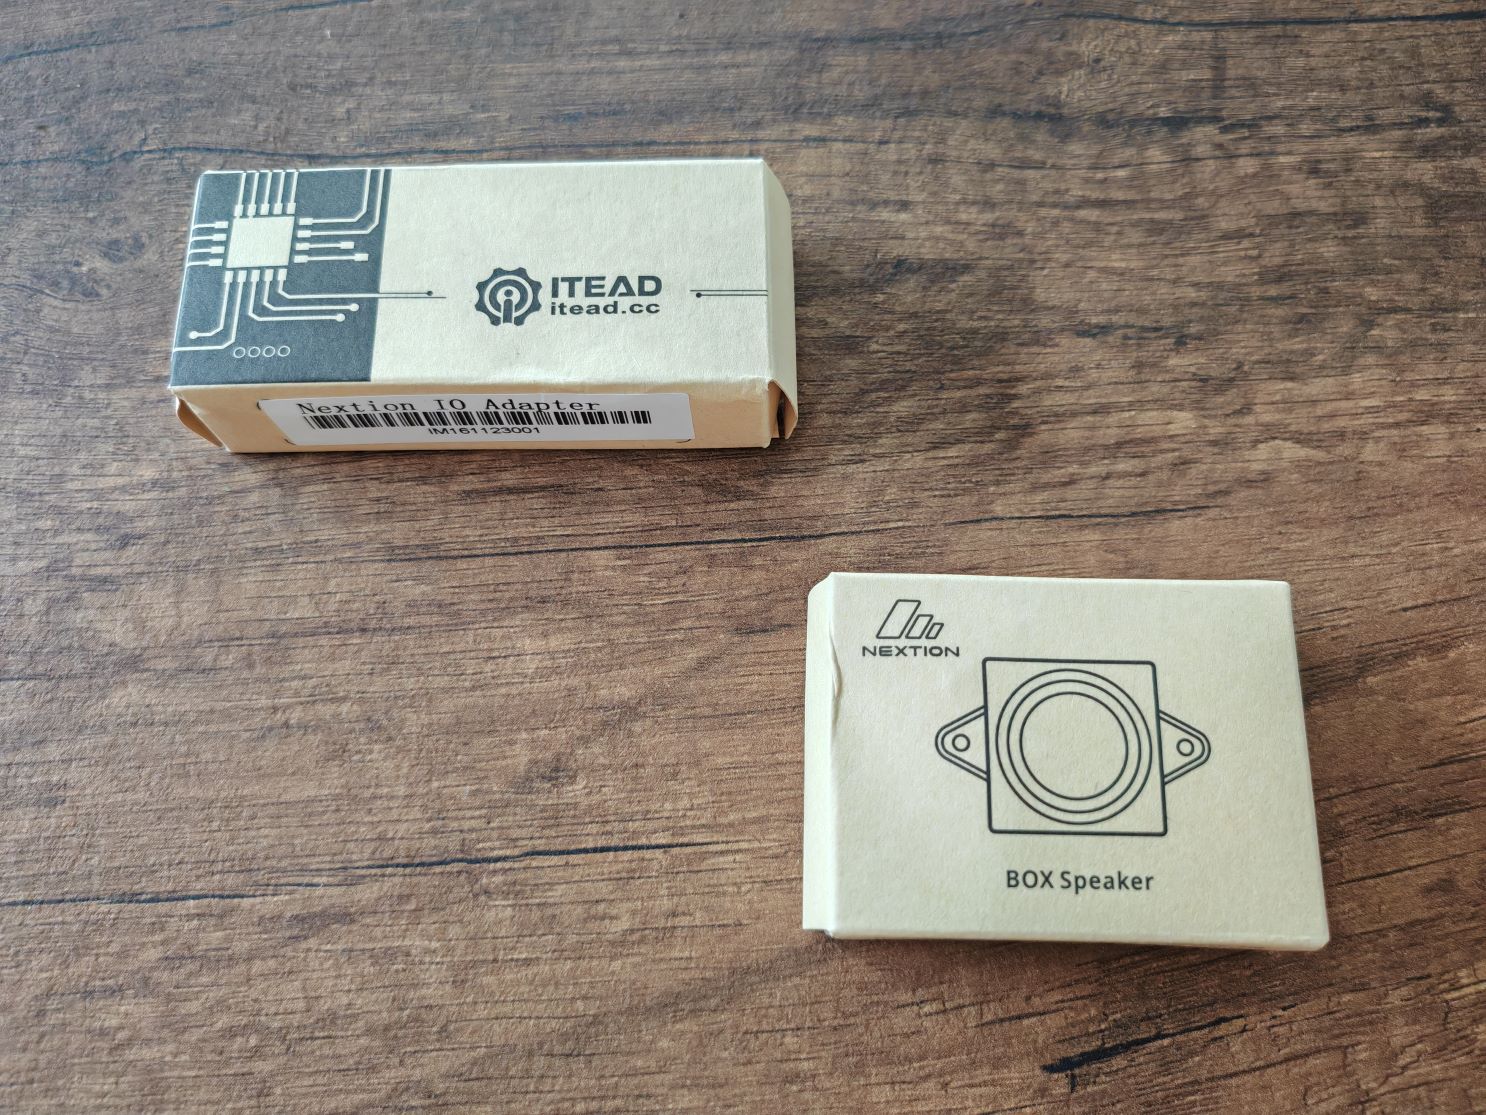 ITEAD
itead.cc
Nextion IO Adapter
IM161123001
NEXTION
BOX Speaker